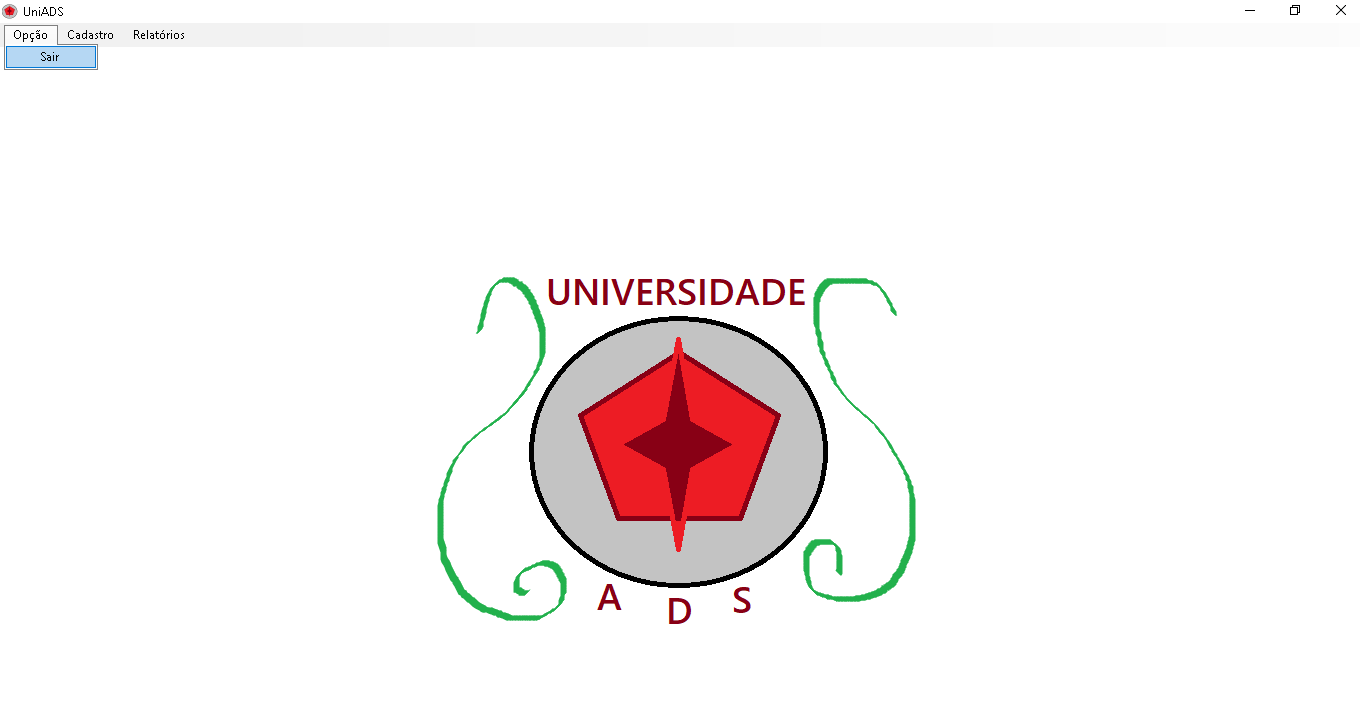 UniADS
Opção Cadastro Relatórios
Sair
UNIVERSIDADE
A D S